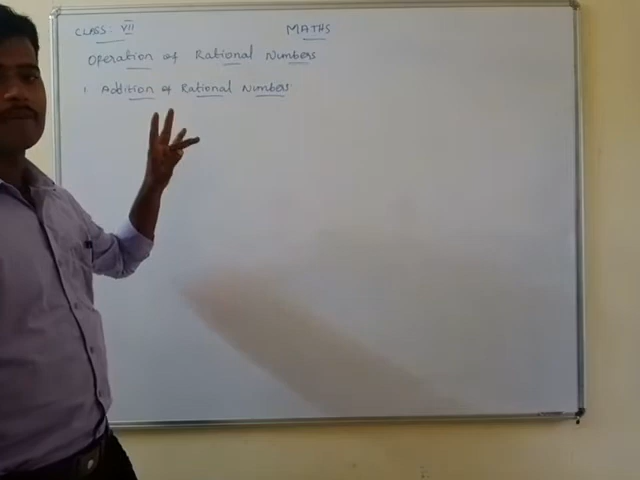 CLASS: VII MATHS
Operation of Rational Numbers
1 Addition of Rational Numbers